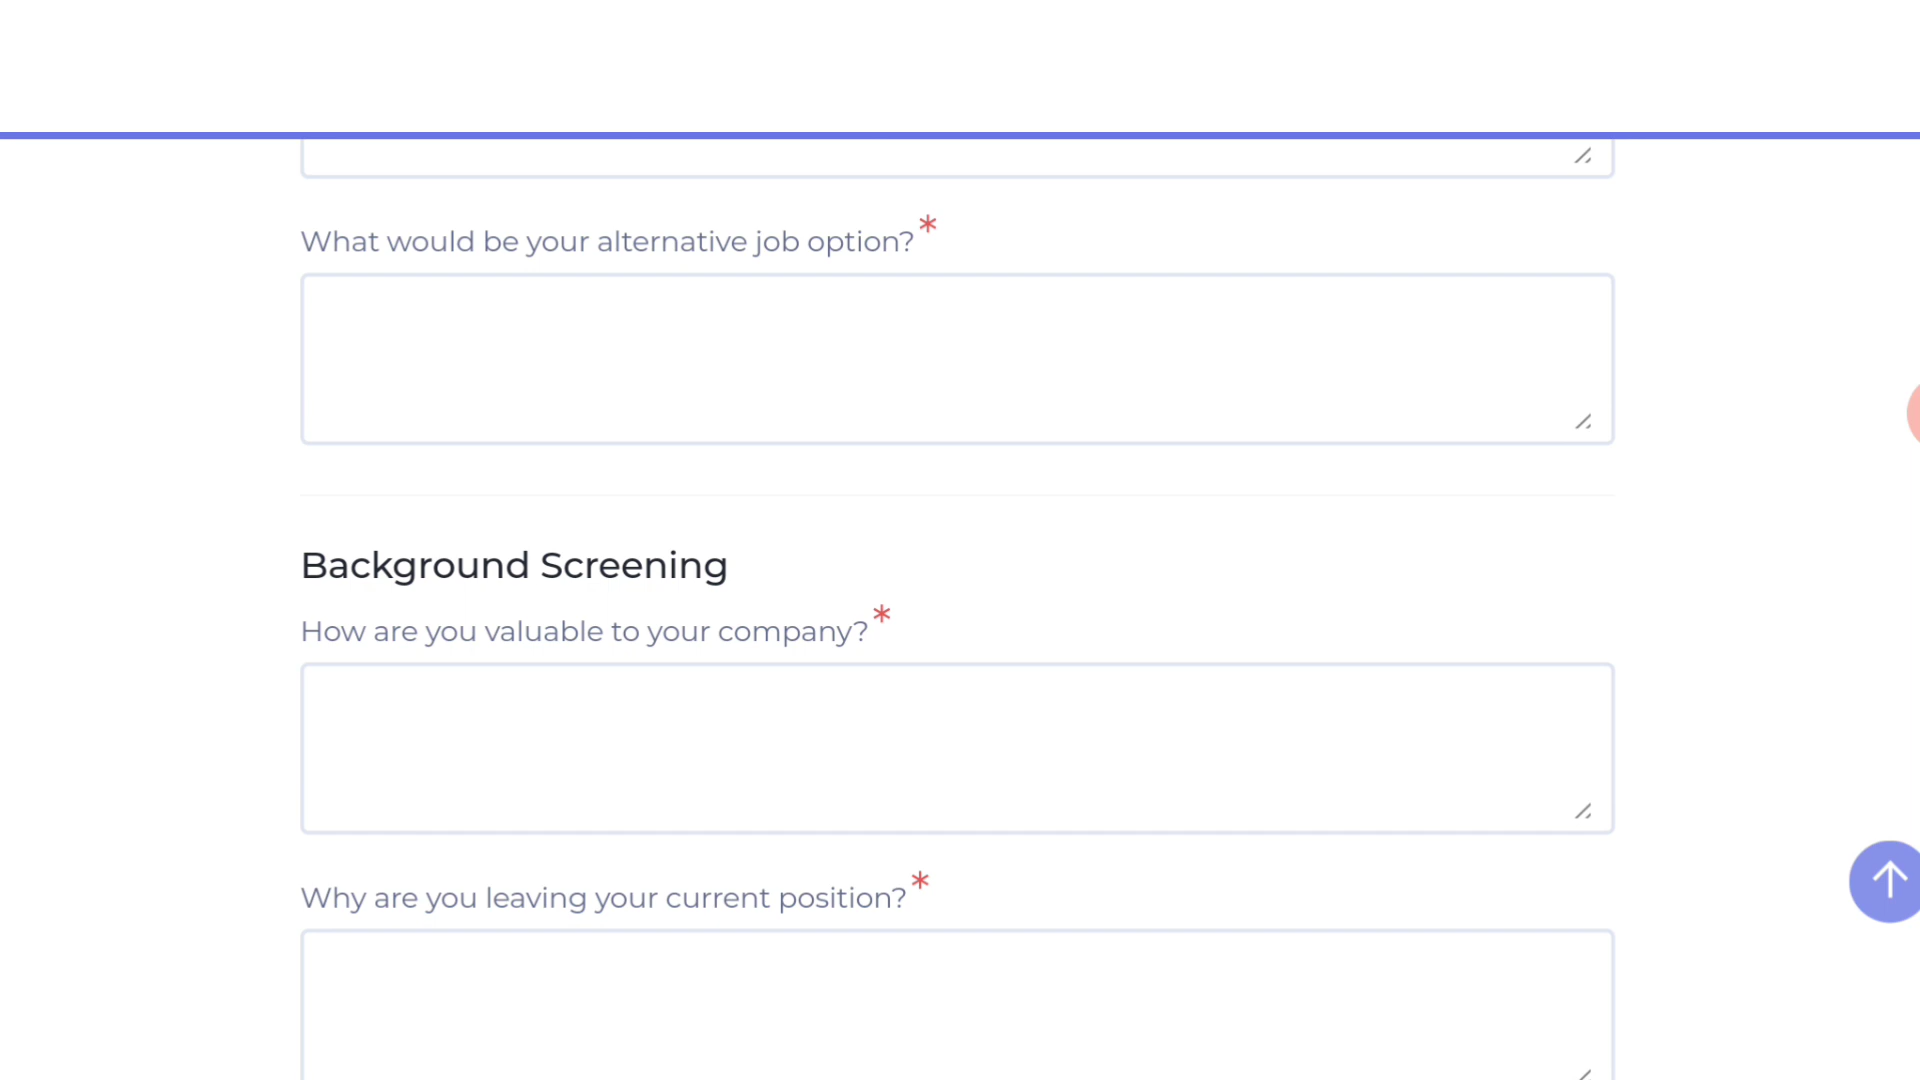 What would be your alternative job option?*
Background Screening
How are you valuable to your company?*
Why are you leaving your current position?*